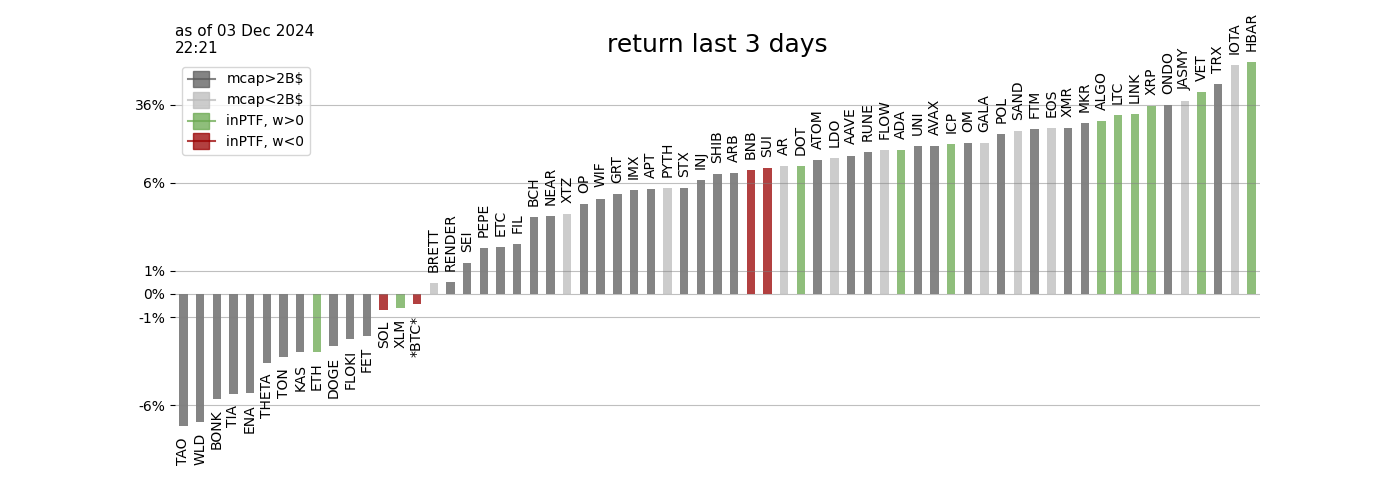 as of 03 Dec 2024
22:21
return last 3 days
mcap>2B$
mcap<2B$
inPTF, w>0
inPTF, w<0
36%
6%
1%
0%
-1%
-6%
TAO
WLD
BONK
TIA
ENA
THETA
TON
KAS
ETH
DOGE
FLOKI
FET
SOL
XLM
*BTC*
BRETT
RENDER
SEI
PEPE
ETC
FIL
BCH
NEAR
XTZ
OP
WIF
GRT
IMX
APT
PYTH
STX
INJ
SHIB
ARB
BNB
SUI
AR
DOT
ATOM
LDO
AAVE
RUNE
FLOW
ADA
UNI
AVAX
ICP
OM
GALA
POL
SAND
FTM
EOS
XMR
MKR
ALGO
LTC
LINK
XRP
ONDO
JASMY
VET
TRX
IOTA
HBAR